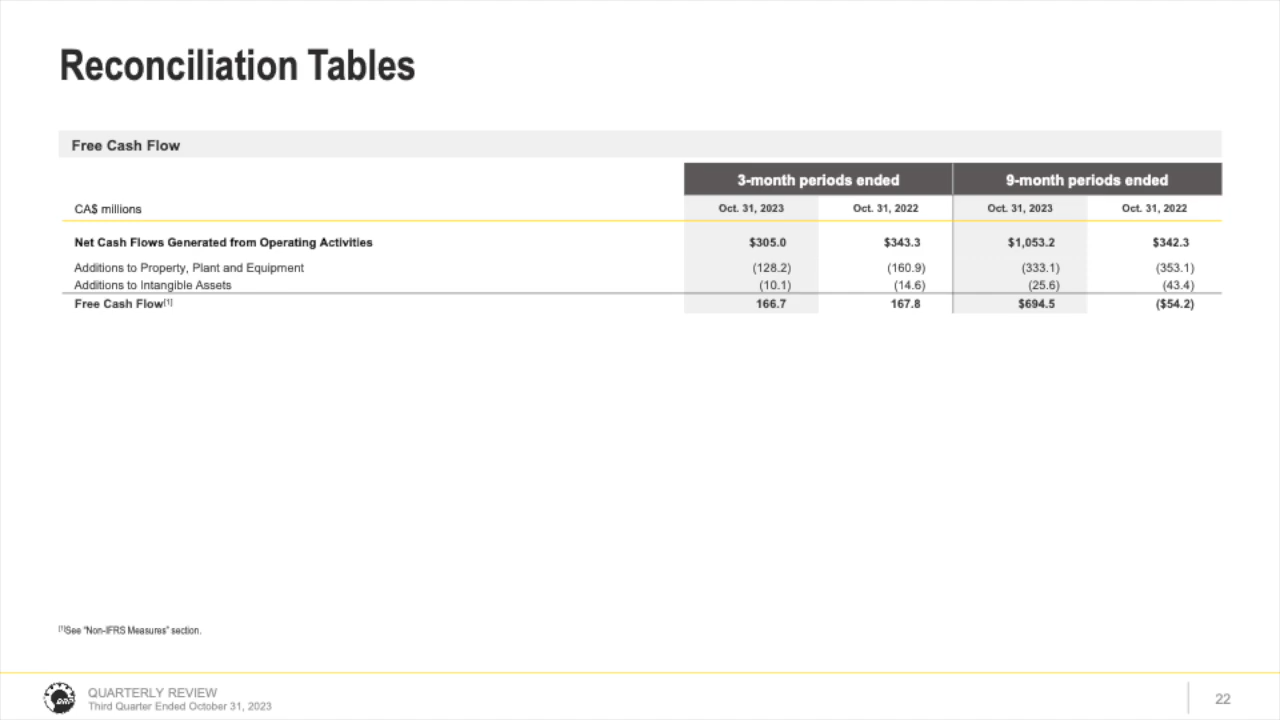 Reconciliation Tables
Free Cash Flow
3-month periods ended 9-month periods ended
CA$ millions Oct. 31, 2023 Oct. 31, 2022 Oct. 31, 2023 Oct. 31, 2022
Net Cash Flows Generated from Operating Activities $305.0 $343.3 $1,053.2 $342.3
Additions to Property, Plant and Equipment (128.2) (160.9) (333.1) (353.1)
Additions to Intangible Assets (10.1) (14.6) (25.6) (43.4)
Free Cash Flow[1] 166.7 167.8 $694.5 ($54.2)
[1]See "Non-IFRS Measures" section.
BRP
QUARTERLY REVIEW
Third Quarter Ended October 31, 2023
22